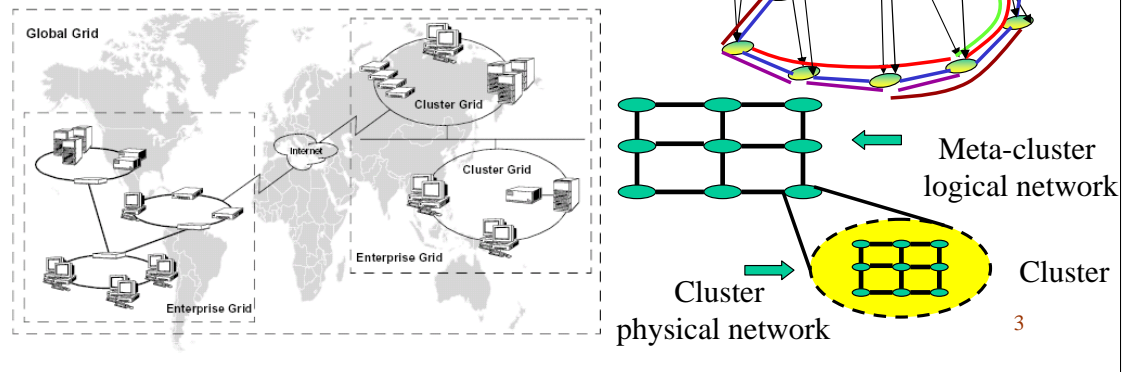 Global Grid
Cluster Grid
Internet
Cluster Grid
Enterprise Grid
Enterprise Grid
Meta-cluster
logical network
Cluster
Cluster
physical network
3